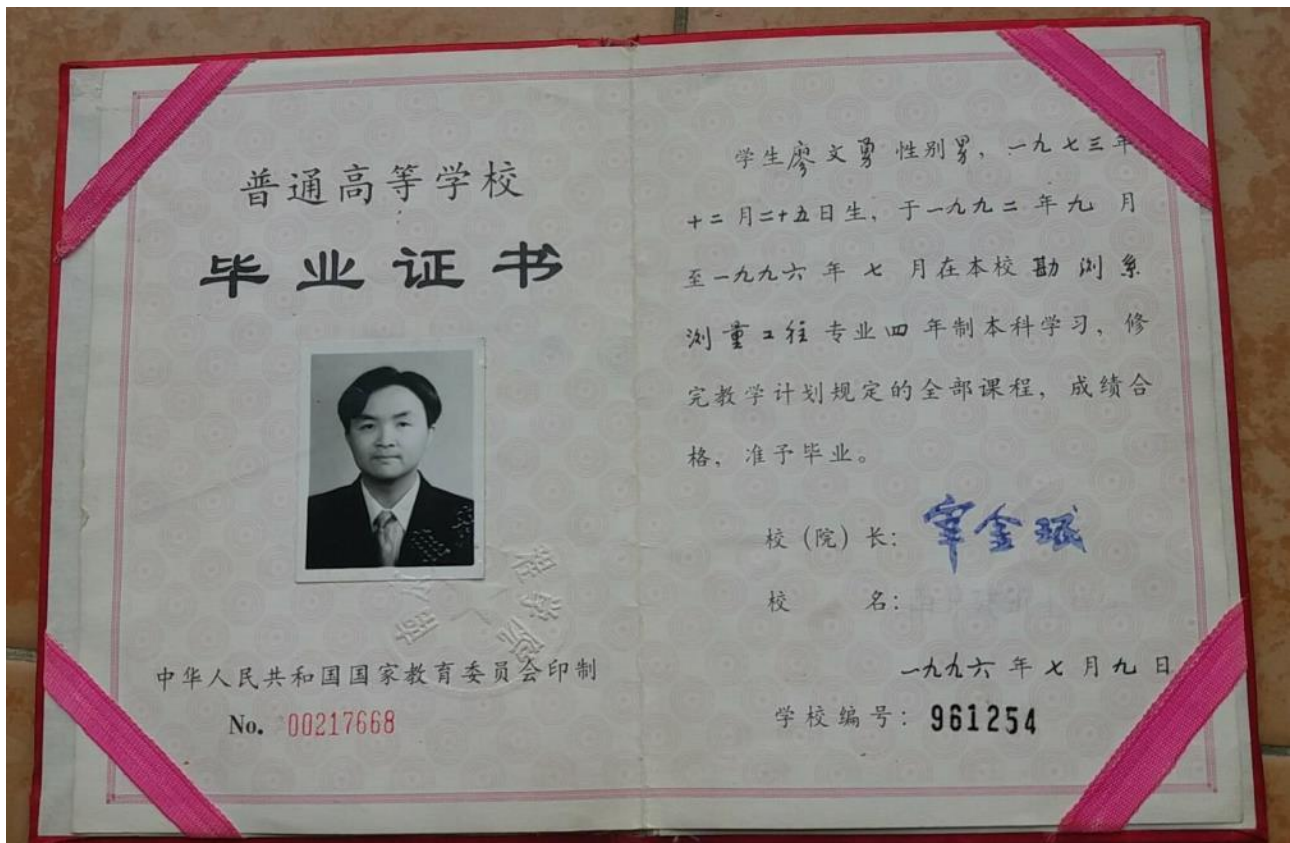 普通高等学校
毕业证书
中华人民共和国国家教育委员会印制
No. 00217668
学生廖文勇 性别男，一九七三年
十二月二十五日生，于一九九二年九月
至一九九六年七月在本校勘测系
测量工程专业四年制本科学习，修
完教学计划规定的全部课程，成绩合
格，准予毕业。
校（院）长：
校 名：
一九九六年七月九日
学校编号：961254